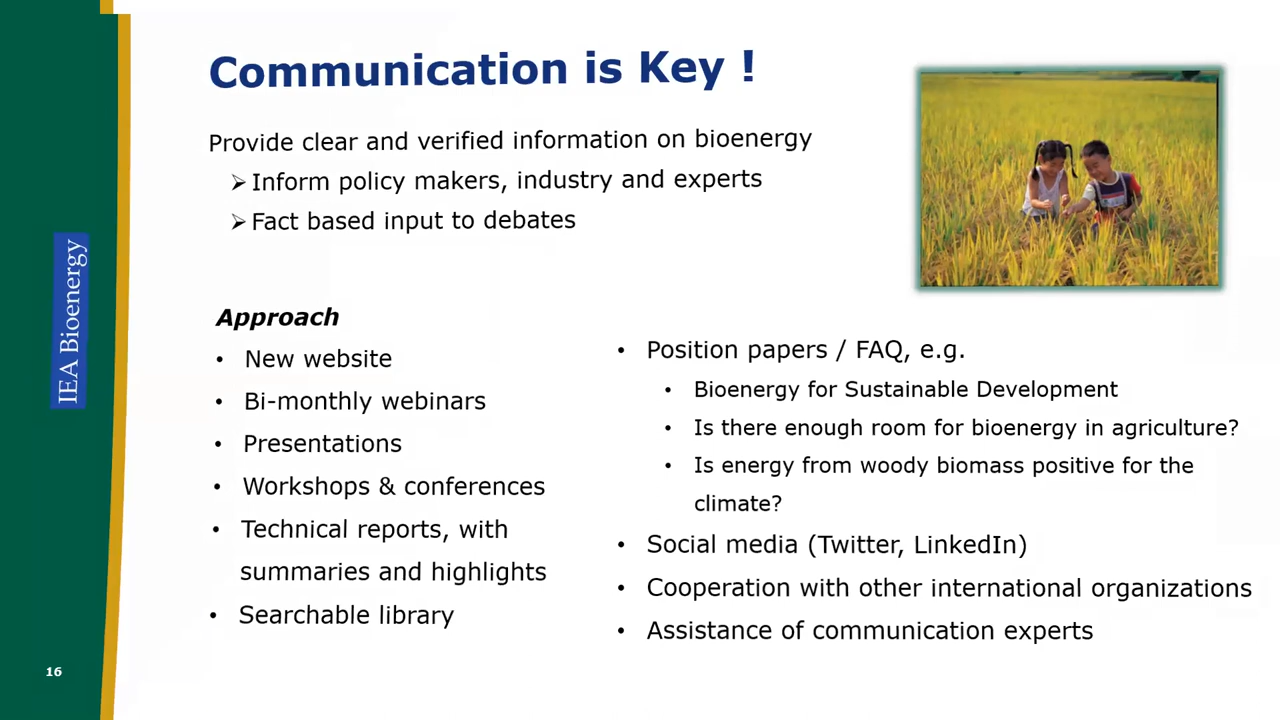 Communication is Key !
Provide clear and verified information on bioenergy
➢ Inform policy makers, industry and experts
➢ Fact based input to debates
IEA Bioenergy
Approach
• New website
• Bi-monthly webinars
• Presentations
• Workshops & conferences
• Technical reports, with
summaries and highlights
• Searchable library
• Position papers / FAQ, e.g.
• Bioenergy for Sustainable Development
• Is there enough room for bioenergy in agriculture?
• Is energy from woody biomass positive for the
climate?
• Social media (Twitter, LinkedIn)
• Cooperation with other international organizations
• Assistance of communication experts
16